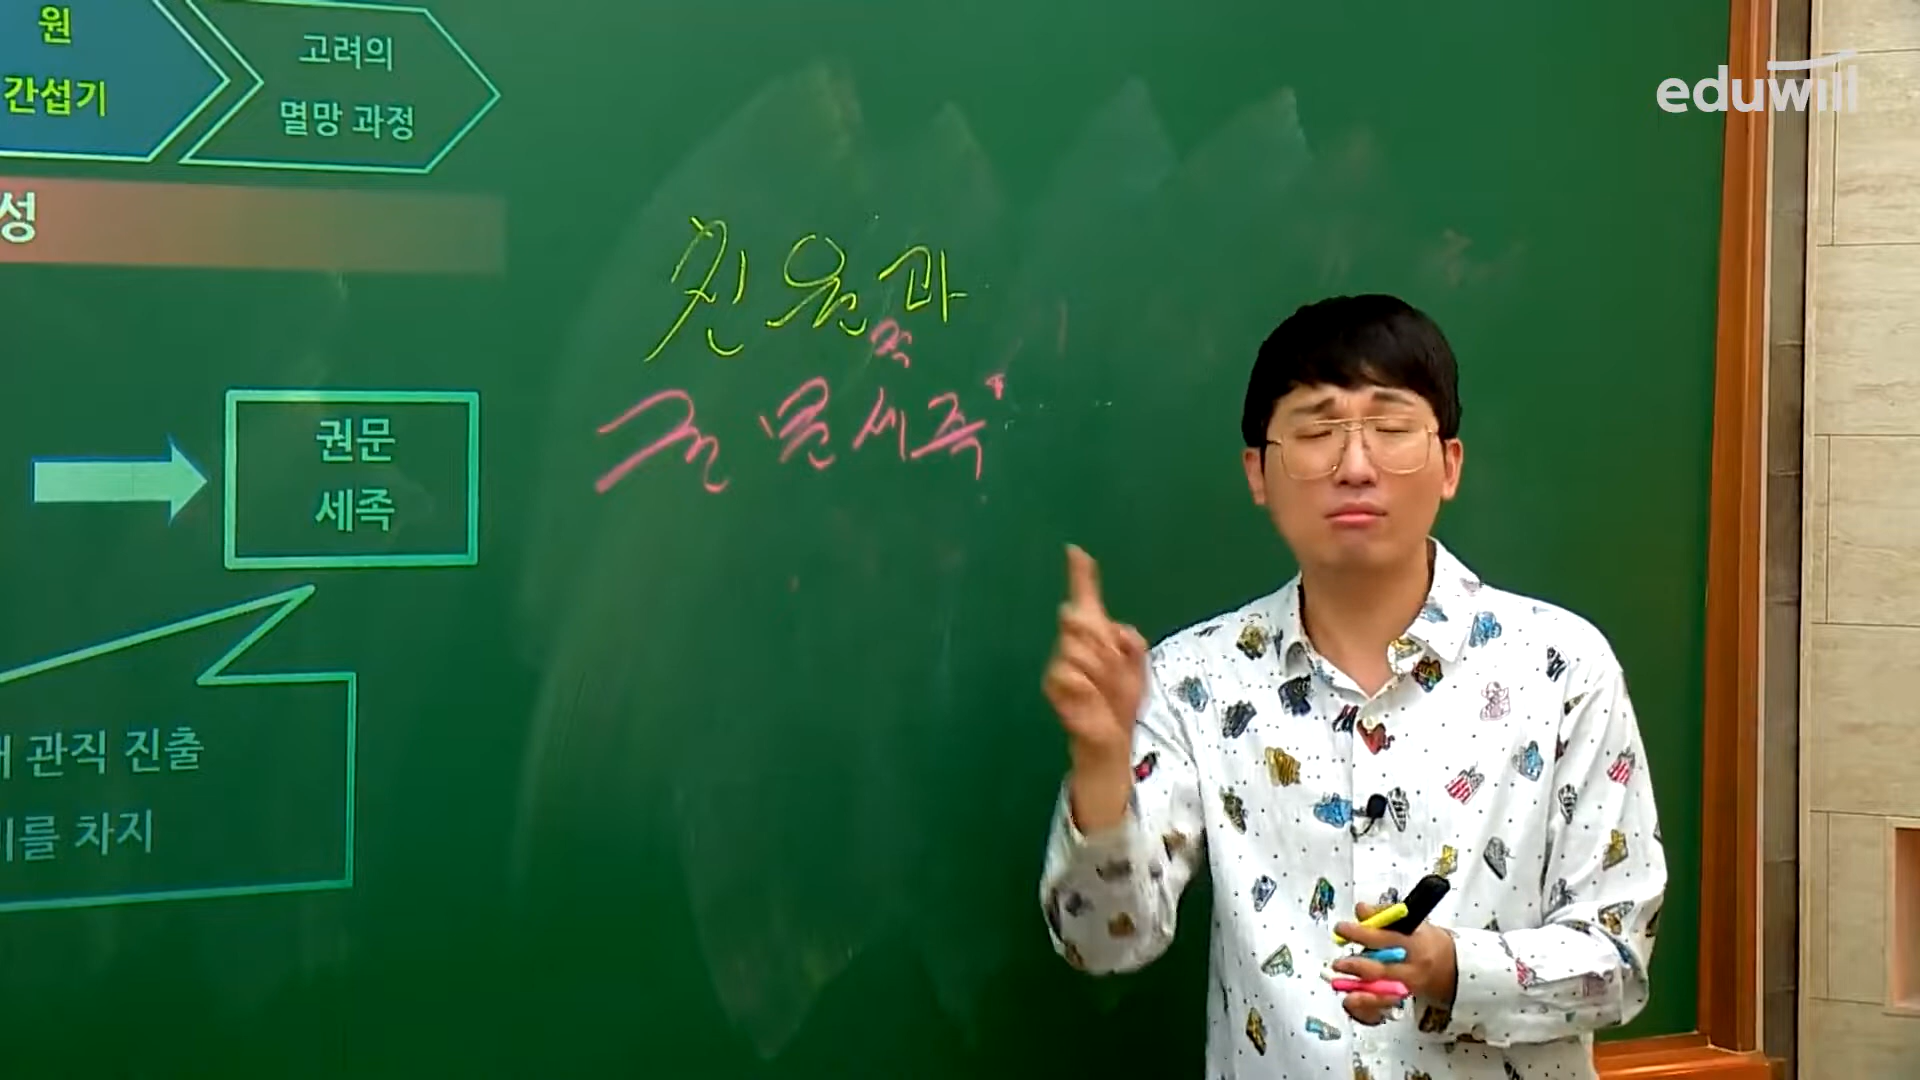 원
간섭기
고려의
멸망 과정
eduwill
성
친원파
적
권문세족
권문
세족
관직 진출
를 차지